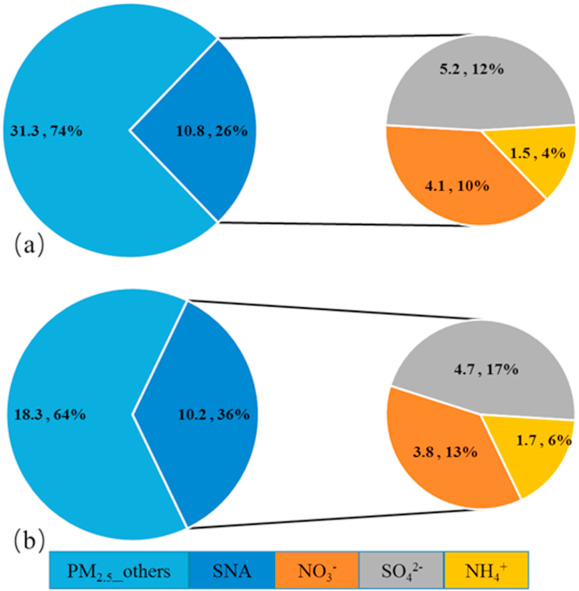 31.3 , 74%
10.8 , 26%
5.2 , 12%
1.5 , 4%
4.1 , 10%
(a)
18.3 , 64%
10.2 , 36%
4.7 , 17%
1.7 , 6%
3.8 , 13%
(b)
PM₂.₅_others SNA NO₃⁻ SO₄²⁻ NH₄⁺